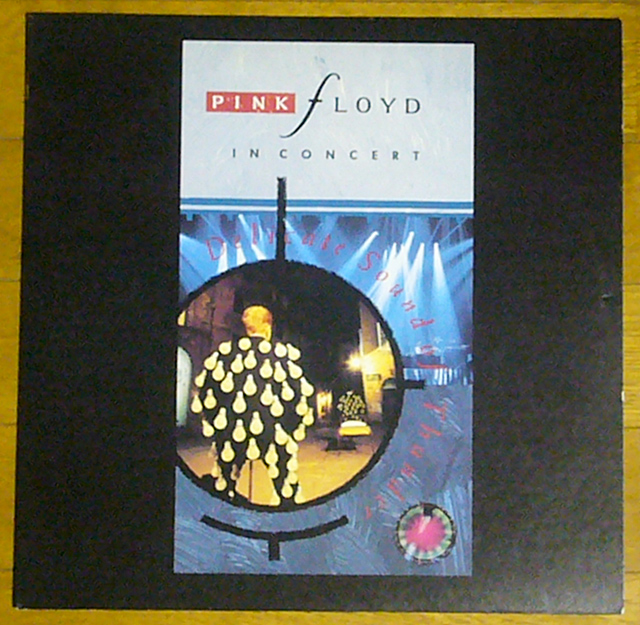 PINK FLOYD
IN CONCERT
Delicate Sound of Thunder